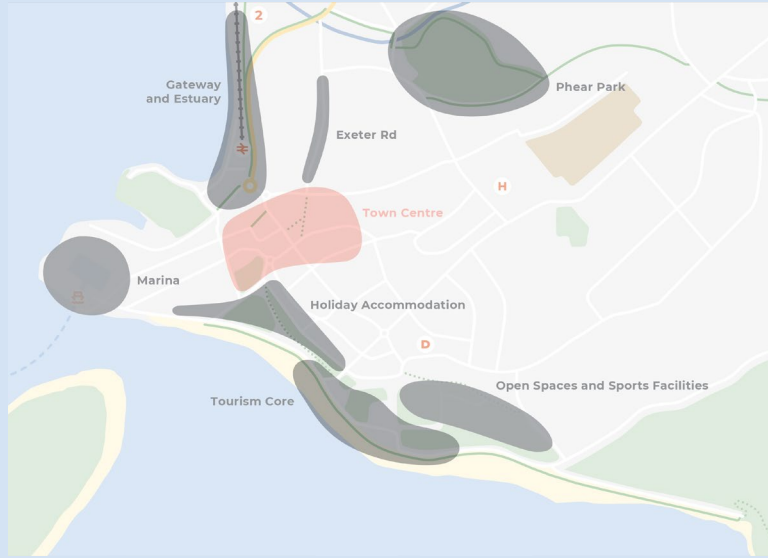 2
Gateway
and Estuary
Phear Park
Exeter Rd
H
Town Centre
Marina
Holiday Accommodation
D
Open Spaces and Sports Facilities
Tourism Core